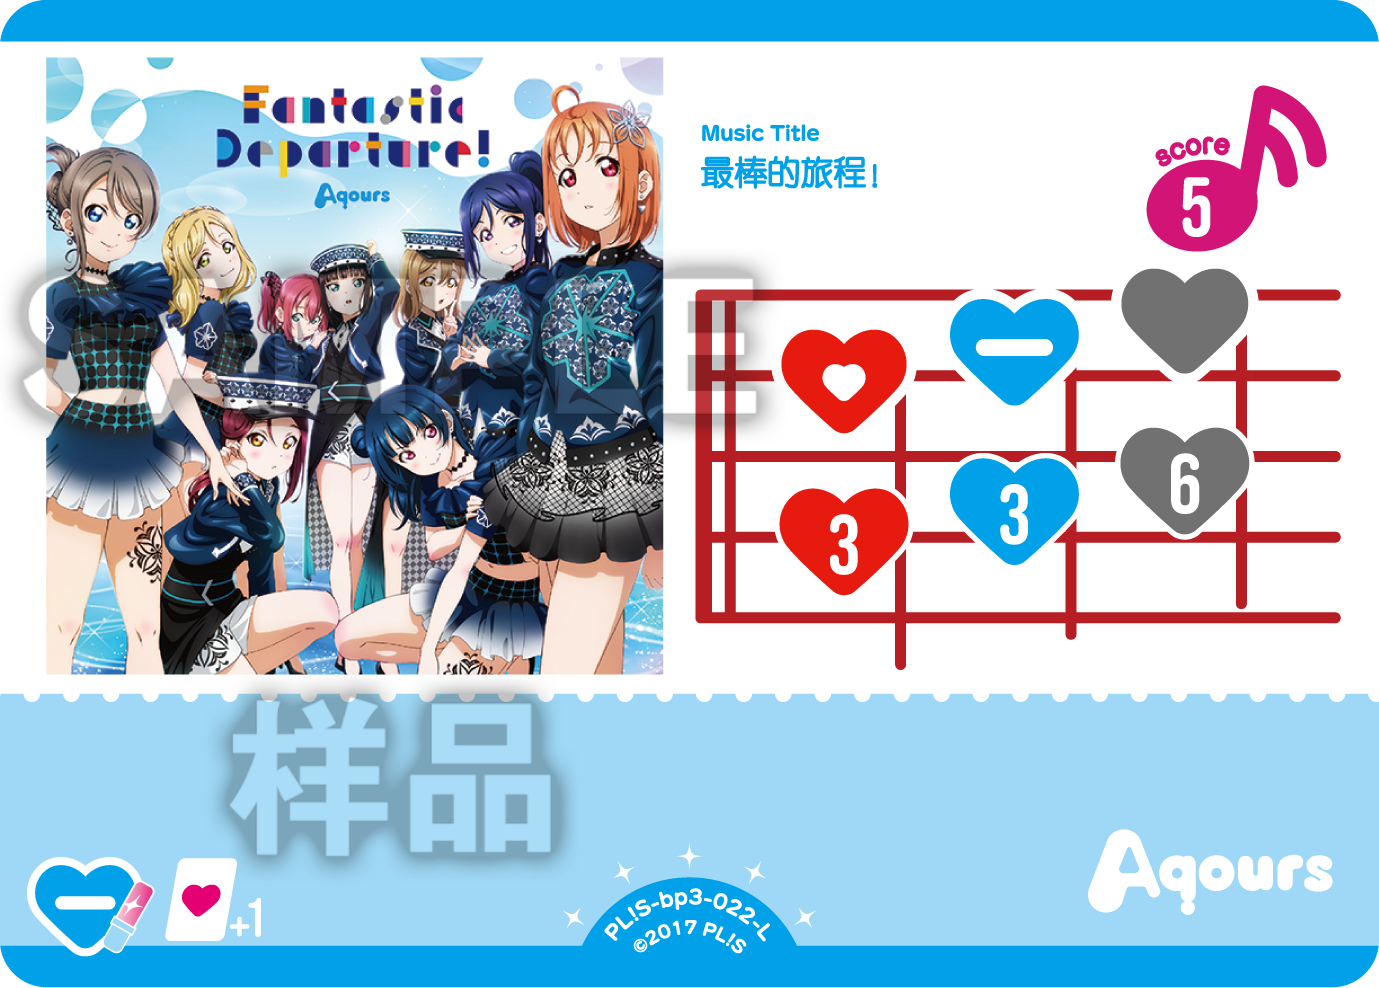 Fantastic
Departure!
Aqours
Music Title
最棒的旅程!
score
5
3
3
6
SAMPLE
样品
+1
PL!S-bp3-022-L
©2017 PL!S
Aqours